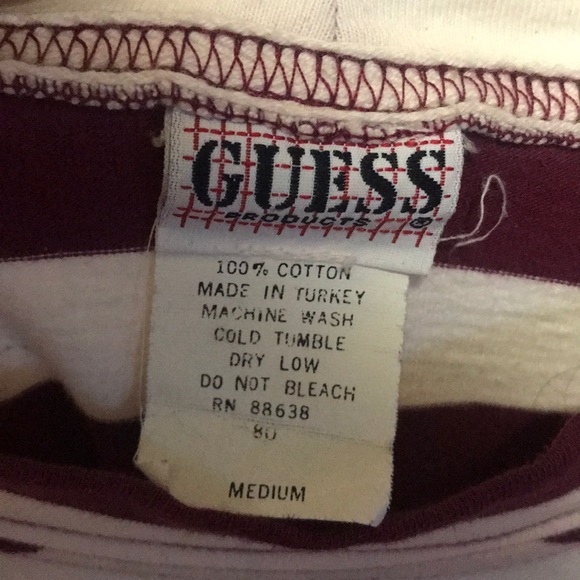 GUESS
PRODUCTS ®
100% COTTON
MADE IN TURKEY
MACHINE WASH
COLD TUMBLE
DRY LOW
DO NOT BLEACH
RN 88638
80
MEDIUM